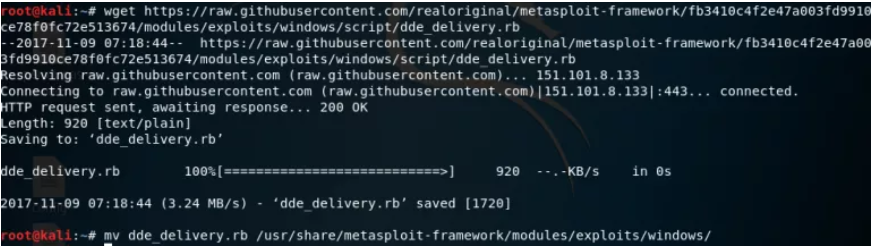 root@kali:~# wget https://raw.githubusercontent.com/realoriginal/metasploit-framework/fb3410c4f2e47a003fd9910
ce78f0fc72e513674/modules/exploits/windows/script/dde_delivery.rb
--2017-11-09 07:18:44--  https://raw.githubusercontent.com/realoriginal/metasploit-framework/fb3410c4f2e47a00
3fd9910ce78f0fc72e513674/modules/exploits/windows/script/dde_delivery.rb
Resolving raw.githubusercontent.com (raw.githubusercontent.com)... 151.101.8.133
Connecting to raw.githubusercontent.com (raw.githubusercontent.com)|151.101.8.133|:443... connected.
HTTP request sent, awaiting response... 200 OK
Length: 920 [text/plain]
Saving to: ‘dde_delivery.rb’
dde_delivery.rb 100%[===========================>] 920 --.-KB/s in 0s
2017-11-09 07:18:44 (3.24 MB/s) - ‘dde_delivery.rb’ saved [1720]
root@kali:~# mv dde_delivery.rb /usr/share/metasploit-framework/modules/exploits/windows/